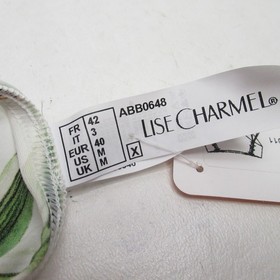 ABB0648
LISE CHARMEL®
FR 42
IT 3
EUR 40
US M
UK M
X